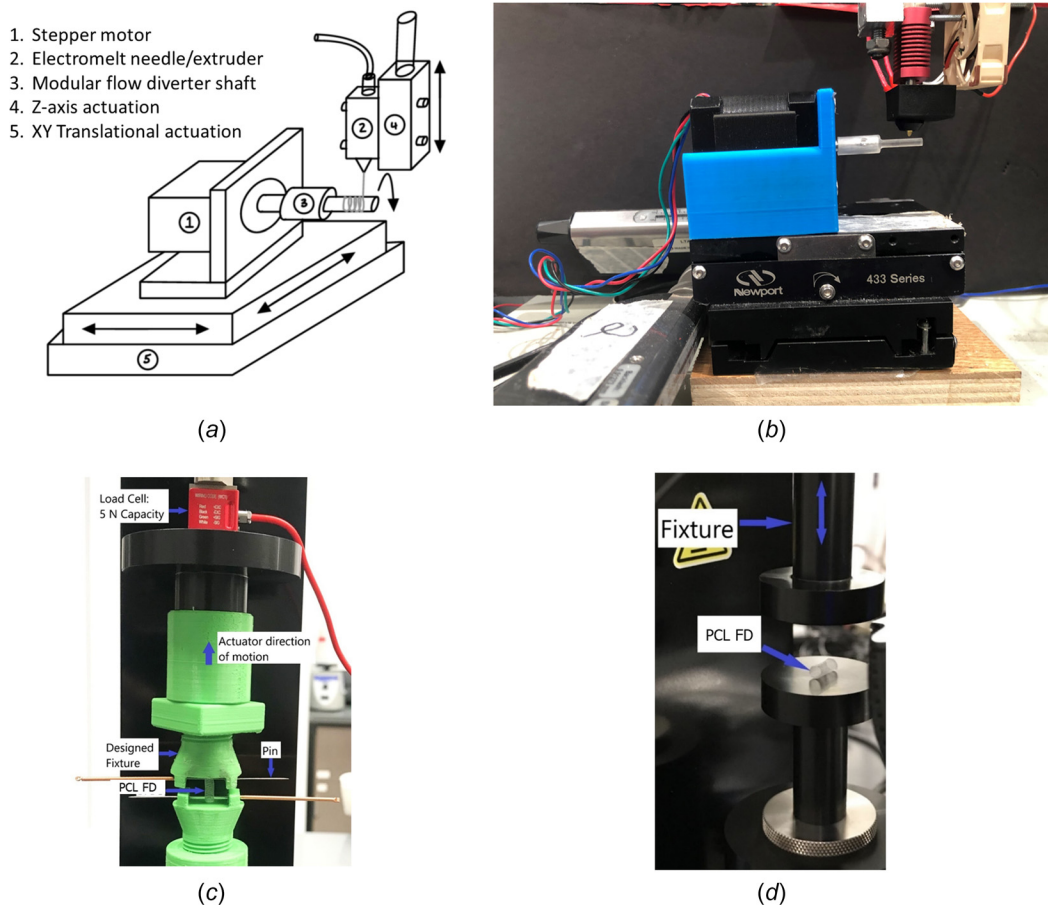 1. Stepper motor
2. Electromelt needle/extruder
3. Modular flow diverter shaft
4. Z-axis actuation
5. XY Translational actuation
1
2
3
4
5
(a)
Newport
433 Series
(b)
Load Cell:
5 N Capacity
Actuator direction
of motion
Designed
Fixture
Pin
PCL FD
(c)
Fixture
PCL FD
(d)